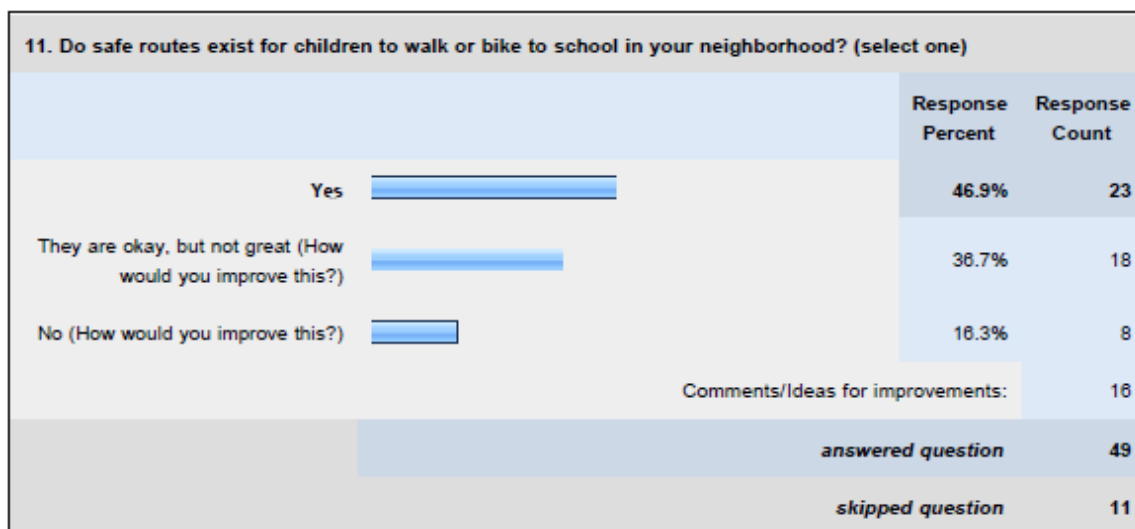 11. Do safe routes exist for children to walk or bike to school in your neighborhood? (select one)
Response Percent Response Count
Yes 46.9% 23
They are okay, but not great (How would you improve this?) 36.7% 18
No (How would you improve this?) 16.3% 8
Comments/Ideas for improvements: 16
answered question 49
skipped question 11